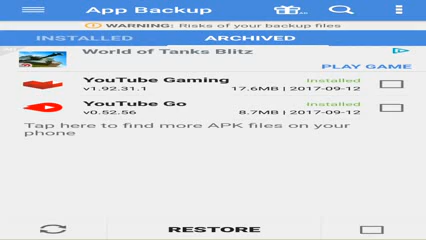 App Backup
WARNING: Risks of your backup files
INSTALLED
ARCHIVED
World of Tanks Blitz
PLAY GAME
YouTube Gaming
Installed
v1.92.31.1
17.6MB | 2017-09-12
YouTube Go
Installed
v0.52.56
8.7MB | 2017-09-12
Tap here to find more APK files on your
phone
RESTORE